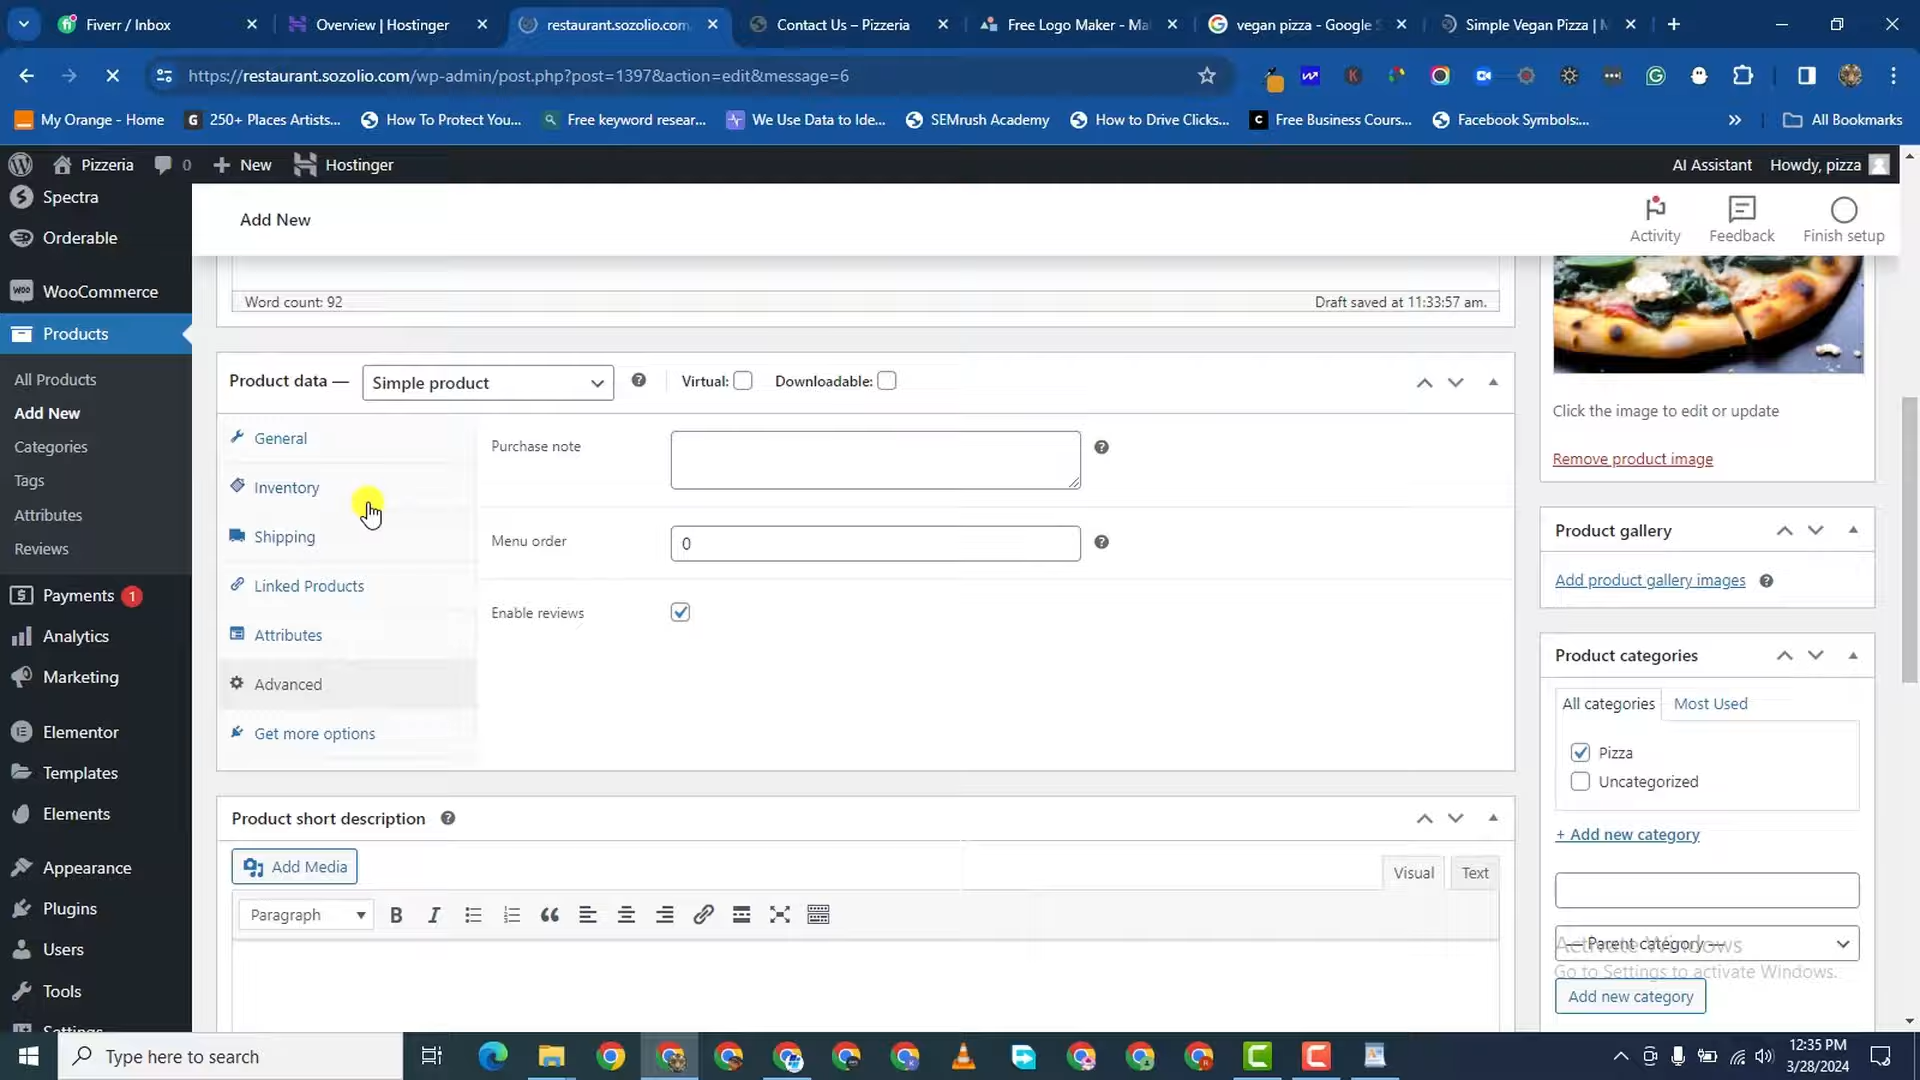 Fiverr / Inbox
Overview | Hostinger
restaurant.sozolio.com
Contact Us – Pizzeria
Free Logo Maker - Ma
vegan pizza - Google S
Simple Vegan Pizza | M
https://restaurant.sozolio.com/wp-admin/post.php?post=1397&action=edit&message=6
My Orange - Home
250+ Places Artists...
How To Protect You...
Free keyword resear...
We Use Data to Ide...
SEMrush Academy
How to Drive Clicks...
Free Business Cours...
Facebook Symbols:...
All Bookmarks
Pizzeria
0
New
Hostinger
AI Assistant
Howdy, pizza
Spectra
Orderable
WooCommerce
Products
All Products
Add New
Categories
Tags
Attributes
Reviews
Payments 1
Analytics
Marketing
Elementor
Templates
Elements
Appearance
Plugins
Users
Tools
Settings
Add New
Activity
Feedback
Finish setup
Word count: 92
Draft saved at 11:33:57 am.
Product data —
Simple product
Virtual:
Downloadable:
General
Inventory
Shipping
Linked Products
Attributes
Advanced
Get more options
Purchase note
Menu order
0
Enable reviews
Product short description
Add Media
Visual
Text
Paragraph
B
I
Click the image to edit or update
Remove product image
Product gallery
Add product gallery images
Product categories
All categories
Most Used
Pizza
Uncategorized
+ Add new category
— Parent category —
Activate Windows
Go to Settings to activate Windows.
Add new category
Type here to search
12:35 PM
3/28/2024